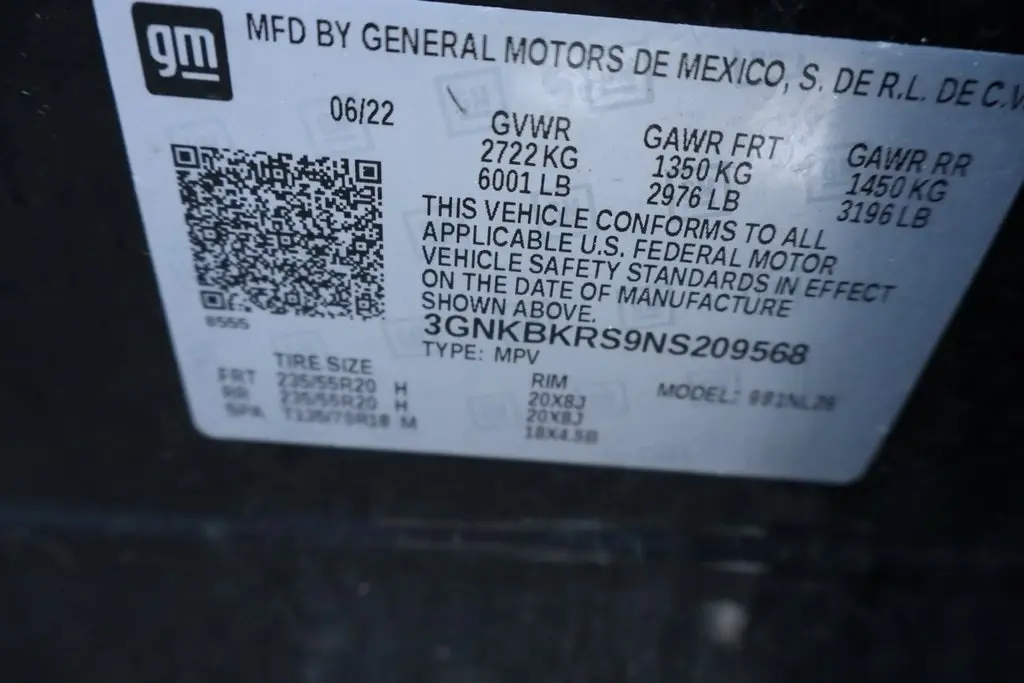 gm
MFD BY GENERAL MOTORS DE MEXICO, S. DE R.L. DE C.V
06/22
GVWR GAWR FRT GAWR RR
2722 KG 1350 KG 1450 KG
6001 LB 2976 LB 3196 LB
THIS VEHICLE CONFORMS TO ALL
APPLICABLE U.S. FEDERAL MOTOR
VEHICLE SAFETY STANDARDS IN EFFECT
ON THE DATE OF MANUFACTURE
SHOWN ABOVE.
3GNKBKRS9NS209568
TYPE: MPV
TIRE SIZE RIM MODEL:
FRT 235/55R20 H 20X8J
RR 235/55R20 H 20X8J
SPA M 18X4.5B